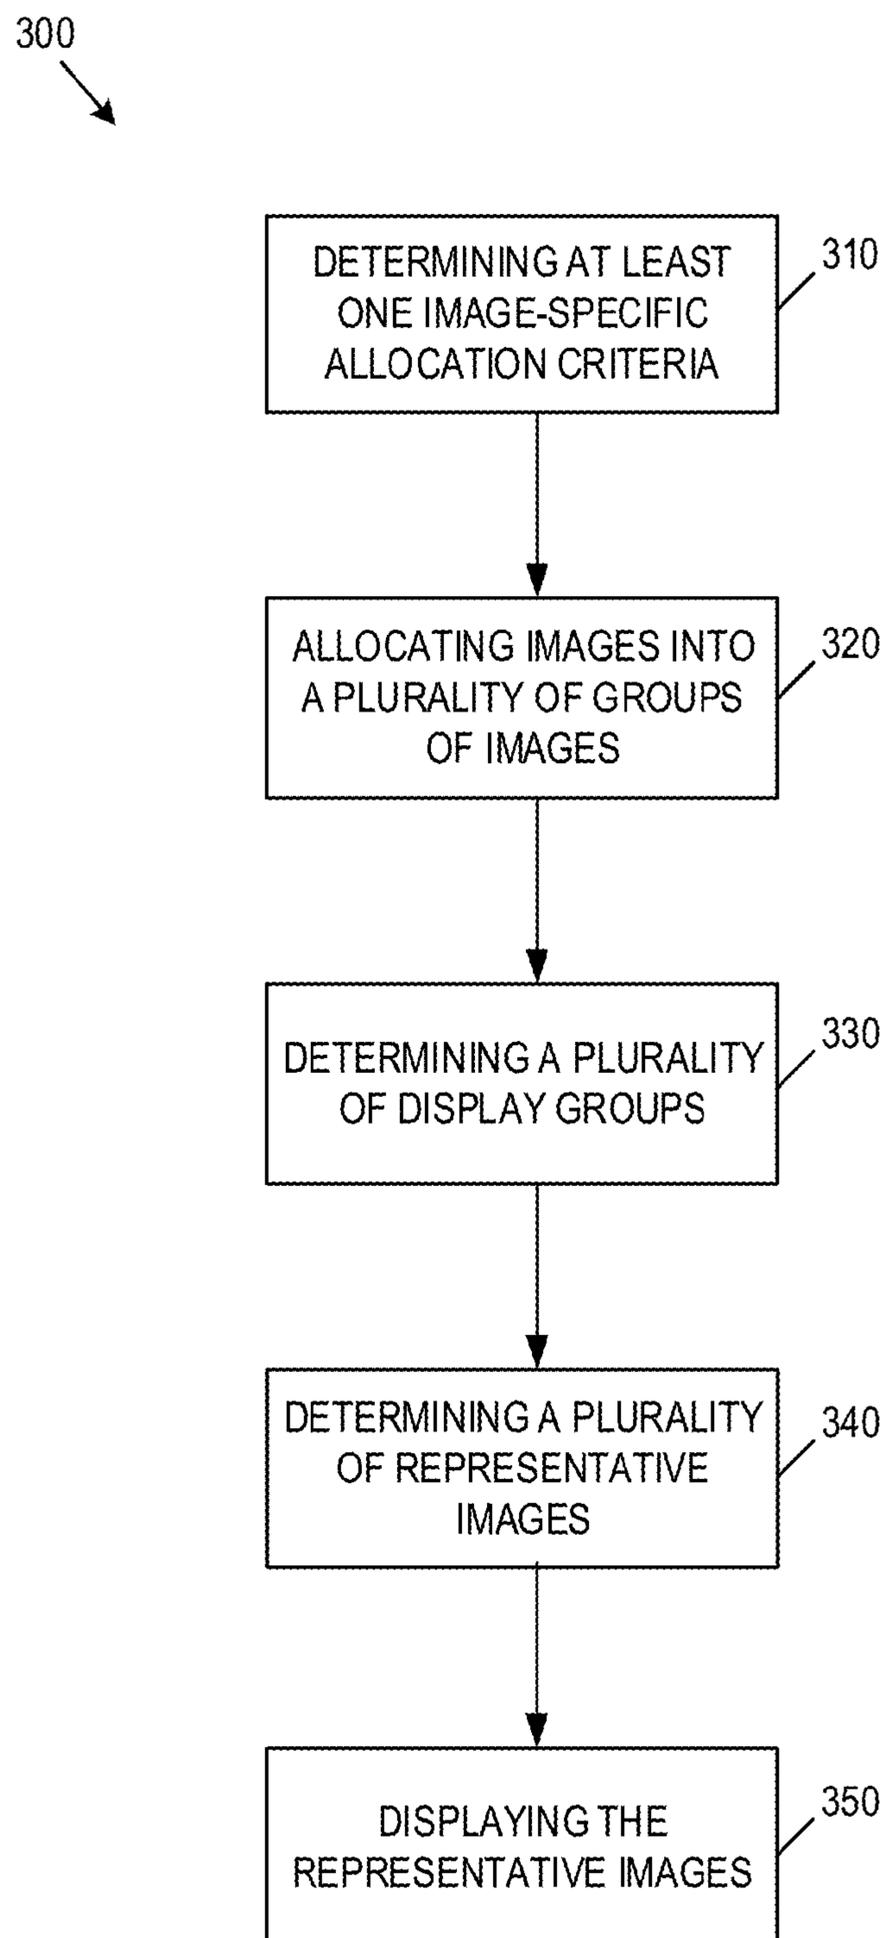 300
DETERMINING AT LEAST
ONE IMAGE-SPECIFIC
ALLOCATION CRITERIA
310
ALLOCATING IMAGES INTO
A PLURALITY OF GROUPS
OF IMAGES
320
DETERMINING A PLURALITY
OF DISPLAY GROUPS
330
DETERMINING A PLURALITY
OF REPRESENTATIVE
IMAGES
340
DISPLAYING THE
REPRESENTATIVE IMAGES
350